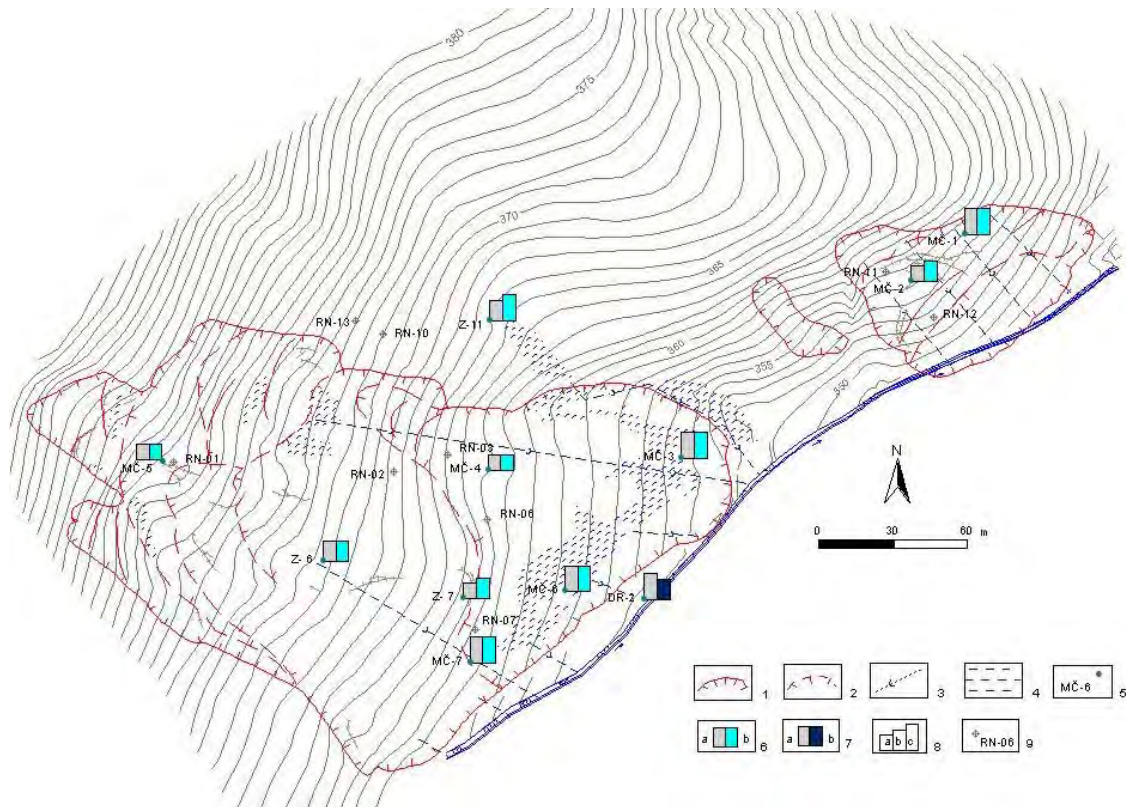 380
375
370
365
MČ-1
RN-11
MČ-2
RN-12
360
355
350
Z-11
RN-13
RN-10
RN-03
MČ-4
RN-02
MČ-3
RN-01
MČ-5
RN-06
N
0 30 60 m
Z- 6
Z- 7
MČ-6
DR-2
RN-07
MČ-7
1
2
3
4
MČ-6 5
a b 6
a b 7
a b c 8
RN-06 9